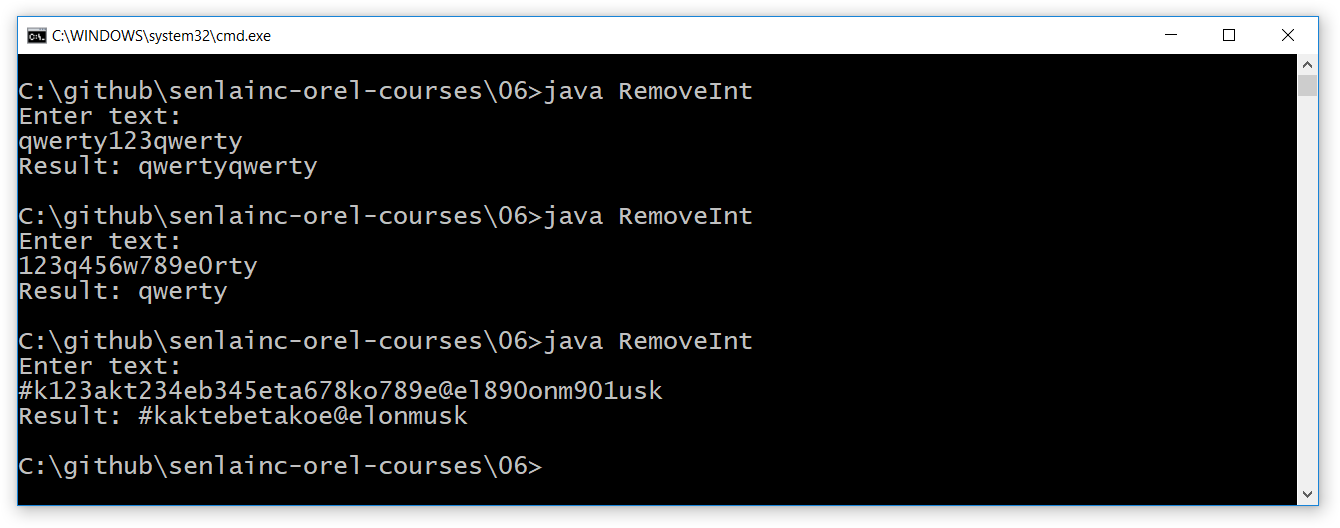 C:\WINDOWS\system32\cmd.exe
C:\github\senlainc-orel-courses\06>java RemoveInt
Enter text:
qwerty123qwerty
Result: qwertyqwerty
C:\github\senlainc-orel-courses\06>java RemoveInt
Enter text:
123q456w789e0rty
Result: qwerty
C:\github\senlainc-orel-courses\06>java RemoveInt
Enter text:
#k123akt234eb345eta678ko789e@el890onm901usk
Result: #kaktebetakoe@elonmusk
C:\github\senlainc-orel-courses\06>